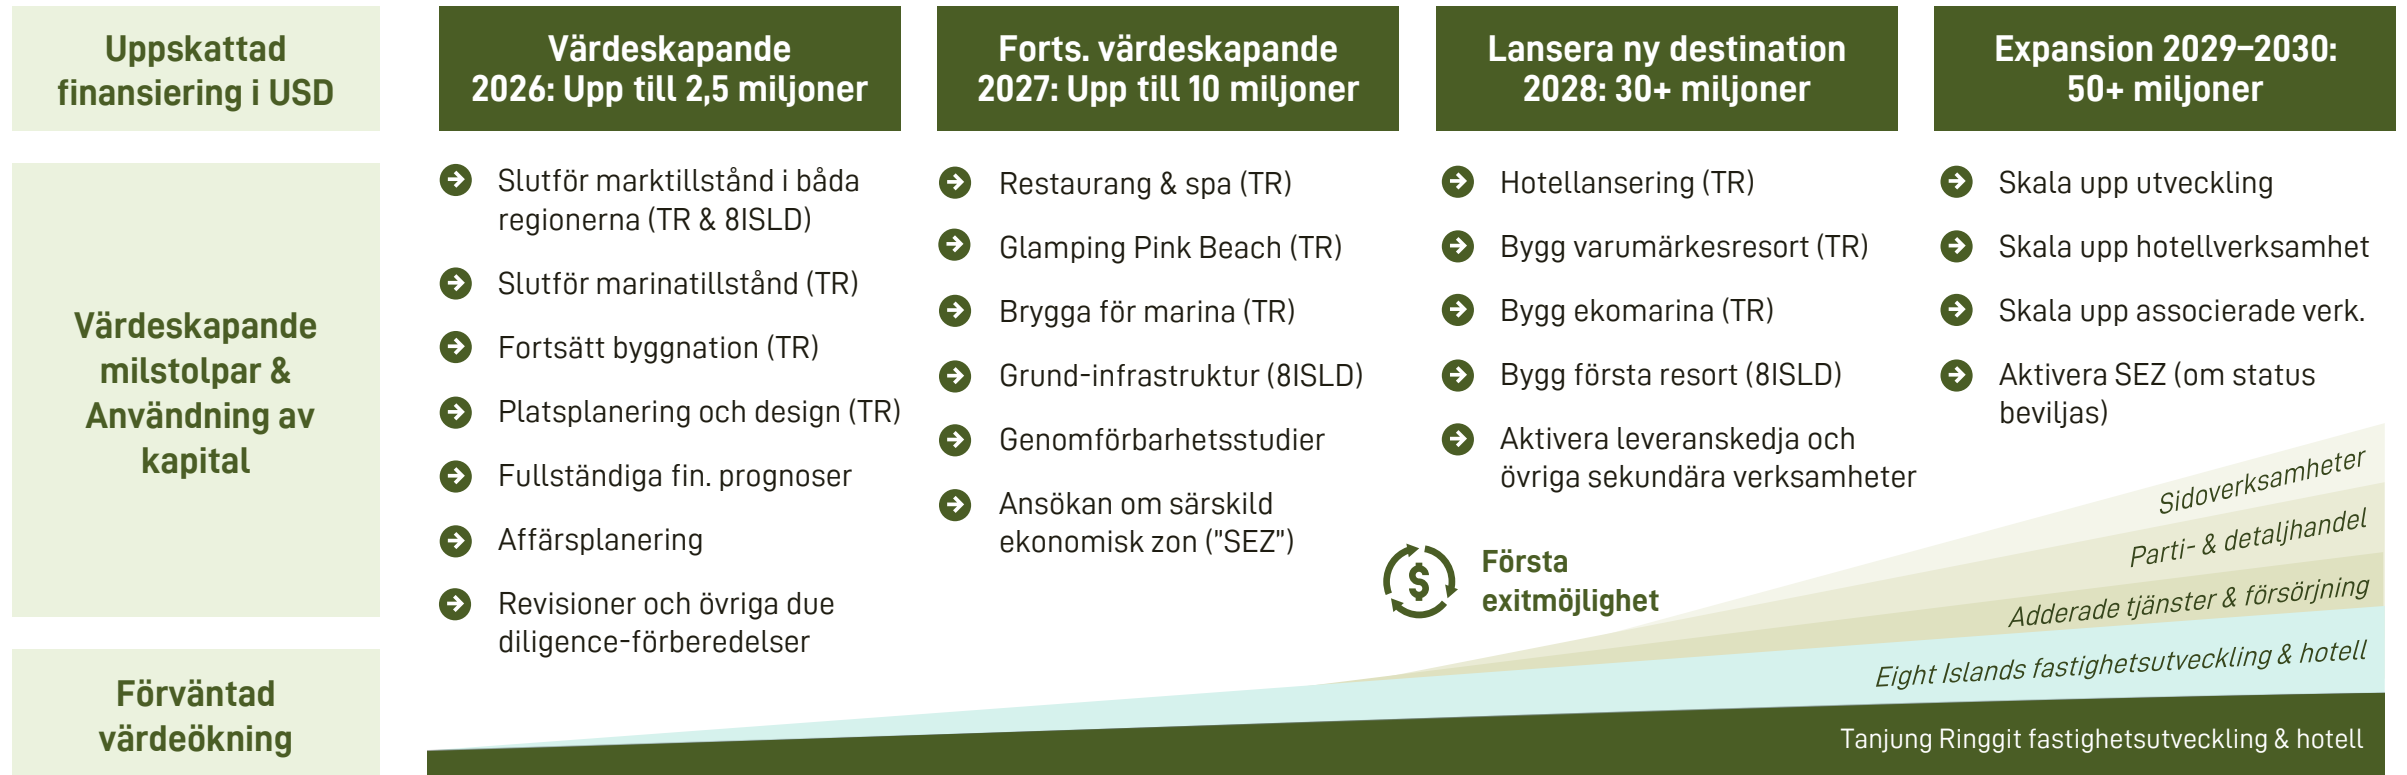 Uppskattad
finansiering i USD
Värdeskapande
2026: Upp till 2,5 miljoner
Forts. värdeskapande
2027: Upp till 10 miljoner
Lansera ny destination
2028: 30+ miljoner
Expansion 2029–2030:
50+ miljoner
Värdeskapande
milstolpar &
Användning av
kapital
Slutför marktillstånd i båda
regionerna (TR & 8ISLD)
Slutför marinatillstånd (TR)
Fortsätt byggnation (TR)
Platsplanering och design (TR)
Fullständiga fin. prognoser
Affärsplanering
Revisioner och övriga due
diligence-förberedelser
Restaurang & spa (TR)
Glamping Pink Beach (TR)
Brygga för marina (TR)
Grund-infrastruktur (8ISLD)
Genomförbarhetsstudier
Ansökan om särskild
ekonomisk zon ("SEZ")
Hotellansering (TR)
Bygg varumärkesresort (TR)
Bygg ekomarina (TR)
Bygg första resort (8ISLD)
Aktivera leveranskedja och
övriga sekundära verksamheter
Skala upp utveckling
Skala upp hotellverksamhet
Skala upp associerade verk.
Aktivera SEZ (om status
beviljas)
$
Första
exitmöjlighet
Förväntad
värdeökning
Sidoverksamheter
Parti- & detaljhandel
Adderade tjänster & försörjning
Eight Islands fastighetsutveckling & hotell
Tanjung Ringgit fastighetsutveckling & hotell